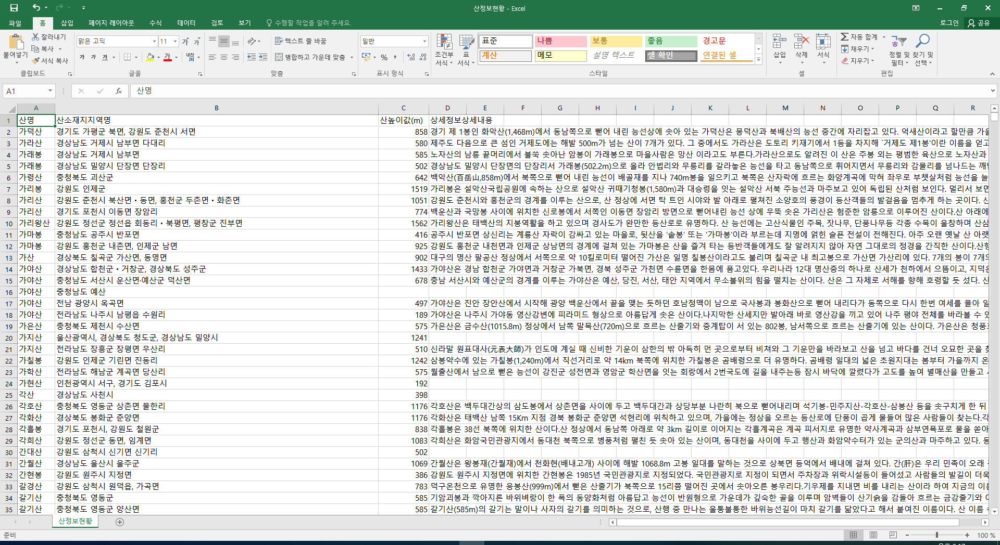 산정보현황 - Excel
파일 홈 삽입 페이지 레이아웃 수식 데이터 검토 보기 수행할 작업을 알려 주세요. 로그인 공유
붙여넣기 잘라내기 복사 서식 복사 클립보드
맑은 고딕 11 가 가 가 가 가 가 내천 글꼴
텍스트 줄 바꿈 병합하고 가운데 맞춤 맞춤
일반 % 표시 형식
조건부 서식 표 서식 표준 나쁨 보통 좋음 경고문
계산 메모 설명 텍스트 셀 확인 연결된 셀 스타일
삽입 삭제 서식 셀
자동 합계 채우기 지우기 정렬 및 필터 찾기 및 선택 편집
A1 fx 산명
A B C D E F G H I J K L M N O P Q R
1 산명 산소재지지역명 산높이값(m) 상세정보상세내용
2 가덕산 경기도 가평군 북면, 강원도 춘천시 서면 858 경기 제 1봉인 화악산(1,468m)에서 동남쪽으로 뻗어 내린 능선상에 솟아 있는 가덕산은 몽덕산과 북배산의 능선 중간에 자리잡고 있다. 억새산이라고 할만큼 가을
3 가라산 경상남도 거제시 남부면 다대리 580 제주도 다음으로 큰 섬인 거제도에는 해발 500m가 넘는 산이 7개가 있다. 그 중에서도 가라산은 도토리 키재기에서 1등을 차지해 `거제도 제1봉'이란 이름을 얻고
4 가래봉 경상남도 거제시 남부면 585 노자산의 남릉 끝머리에서 불쑥 솟아난 암봉이 가래봉으로 마을사람은 망산 이라고도 부른다.가라산으로도 알려진 이 산은 주봉 외는 평범한 육산으로 노자산과
5 가래봉 경상남도 밀양시 단장면 단장리 502 경상남도 밀양시 단장면의 단장리서 가래봉(502.2m)으로 올라 안법리와 무릉리를 갈라놓은 능선을 타고 동남쪽으로 휘어지면서 무릉리와 감물리를 넘나드는 깨밭
6 가령산 충청북도 괴산군 642 백악산(百岳山,858m)에서 북쪽으로 뻗어 내린 능선이 배골재를 지나 740m봉을 일으키고 북쪽은 산자락에 흐르는 화양계곡에 막혀 좌우로 부챗살처럼 능선을 늘
7 가리봉 강원도 인제군 1519 가리봉은 설악산국립공원에 속하는 산으로 설악산 귀때기청봉(1,580m)과 대승령을 잇는 설악산 서북 주능선과 마주보고 있어 독립된 산처럼 보인다. 멀리서 보면
8 가리산 강원도 춘천시 북산면・동면, 홍천군 두촌면・화촌면 1051 강원도 춘천시와 홍천군의 경계를 이루는 산으로, 산 정상에 서면 탁 트인 시야와 발 아래로 펼쳐진 소양호의 풍경이 등산객들의 발걸음을 멈추게 하는 곳이다. 산
9 가리산 경기도 포천시 이동면 장암리 774 백운산과 국망봉 사이에 위치한 신로봉에서 서쪽인 이동면 장암리 방면으로 뻗어내린 능선 상에 우뚝 솟은 가리산은 험준한 암릉으로 이루어진 산이다.산 아래에
10 가리왕산 강원도 정선군 정선읍 회동리・북평면, 평창군 진부면 1562 가리왕산은 태백산의 지붕역활을 하고 있으며 경사도가 완만한 등산로로 유명하다. 산 능선에는 고산식물인 주목, 잣나무, 단풍나무등 각종 수목이 울창하며 산삼
11 가마봉 충청남도 공주시 반포면 416 공주시 반포면 상신리는 계룡산 자락이 감싸고 있는 마을로, 뒷산을 ‘솥봉’ 또는 ‘가마봉’이라 부르는데 지명에 얽힌 슬픈 전설이 전해진다. 아주 오랜 옛날 산 아랫
12 가마봉 강원도 홍천군 내촌면, 인제군 남면 925 강원도 홍천군 내천면과 인제군 상남면의 경계에 걸쳐 있는 가마봉은 산을 즐겨 타는 등반객들에게도 잘 알려지지 않아 자연 그대로의 정경을 간직한 산이다.산행
13 가산 경상북도 칠곡군 가산면, 동명면 902 대구의 명산 팔공산 정상에서 서쪽으로 약 10킬로미터 떨어진 가산은 일명 칠봉산이라고도 불리며 칠곡군 내 최고봉으로 가산면 가산리에 있다. 7개의 봉이 7개의
14 가야산 경상남도 합천군・거창군, 경상북도 성주군 1433 가야산은 경남 합천군 가야면과 거창군 가북면, 경북 성주군 가천면 수륜면을 한몸에 품고있다. 우리나라 12대 명산중의 하나로 산세가 천하에서 으뜸이고, 지덕은
15 가야산 충청남도 서산시 운산면·예산군 덕산면 678 충남 서산시와 예산군의 경계를 이루는 가야산은 예산, 당진, 서산, 태안 지역에서 무소불위의 힘을 떨치는 산이다. 산은 그 자체로 서해를 향해 호령할 듯 섰다. 산
16 가야산 충청남도 예산
17 가야산 전남 광양시 옥곡면 497 가야산은 진안 장안산에서 시작해 광양 백운산에서 끝을 맺는 듯하던 호남정맥이 남으로 국사봉과 봉화산으로 뻗어 내리다가 동쪽으로 다시 한번 여세를 몰아 일
18 가야산 전라남도 나주시 남평읍 수원리 189 가야산은 나주시 가야동 영산강변에 피라미드 형상으로 아름답게 솟은 산이다.나지막한 산세지만 발아래 바로 영산강을 끼고 있어 나주 평야 전체를 바라볼 수 있
19 가은산 충청북도 제천시 수산면 575 가은산은 금수산(1015.8m) 정상에서 남쪽 말목산(720m)으로 흐르는 산줄기와 중계탑이 서 있는 802봉, 남서쪽으로 흐르는 산줄기에 있는 산이다. 가은산은 청풍호
20 가지산 울산광역시, 경상북도 청도군, 경상남도 밀양시 1241
21 가지산 전라남도 장흥군 장평면 우산리 510 신라말 원표대사(元表大師)가 인도에 계실 때 신비한 기운이 삼한의 밖 아득히 먼 곳으로부터 비쳐와 그 기운만을 바라보고 산을 넘고 바다를 건너 오묘한 곳을 찾
22 가칠봉 강원도 인제군 기린면 진동리 1242 삼봉약수에 있는 가칠봉(1,240m)에서 직선거리로 약 14km 북쪽에 위치한 가칠봉은 곰배령으로 더 유명하다. 곰배령 일대의 넓은 초원지대는 봄부터 가을까지 온
23 가학산 전라남도 해남군 계곡면 당산리 575 월출산에서 남으로 뻗은 능선이 강진군 성전면과 영암군 학산면을 잇는 회랑에서 2번국도에 길을 내주는등 잠시 바닥에 깔렸다가 고도를 높여 별매산을 만들고
24 가현산 인천광역시 서구, 경기도 김포시 192
25 각산 경상남도 사천시 398
26 각호산 충청북도 영동군 상촌면 물한리 1176 각호산은 백두대간상의 삼도봉에서 상촌면을 사이에 두고 백두대간과 상당부분 나란히 북으로 뻗어내리며 석기봉-민주지산-각호산-삼봉산 등을 솟구치게 한 뒤
27 각화산 경상북도 봉화군 춘양면 1176 각화산은 태백산 남쪽 15Km 지점 경북 봉화군 춘양면 석현리에 위칙하고 있으며, 가을에는 정상을 오르는 등산로에 단풍이 곱게 물들어 많은 사람들이 찾는다.각
28 각흘봉 경기도 포천시, 강원도 철원군 838 각흘봉은 38선 북쪽에 위치한 산이다.산 정상에서 동남쪽 아래로 약 3km 길이로 이어지는 각흘계곡은 계곡 피서지로 유명한 약사계곡과 삼부연폭포로 물을 쏟아
29 각희산 강원도 정선군 동면, 임계면 1083 각희산은 화암국민관광지에서 동대천 북쪽으로 병풍처럼 펼친 듯 솟아 있는 산이며, 동대천을 사이에 두고 행산과 화암약수터가 있는 군의산과 마주하고 있다. 동
30 간대산 강원도 삼척시 신기면 신기리 502
31 간월산 경상남도 울산시 울주군 1069 간월산은 왕봉재(간월재)에서 천화현(배내고개) 사이에 해발 1068.8m 고봉 일대를 말하는 것으로 상북면 등억에서 배내에 걸쳐 있다. 간(肝)은 우리 민족이 오래
32 간현봉 강원도 원주시 지정면 386 강원도 원주시 지정면에 위치한 간현봉은 1985년 국민관광지로 지정되었다. 국민관광지로 지정이 되면서 주차장과 위락시설등이 들어섰고 사람들의 발길이 더욱
33 갈경산 강원도 삼척시 원덕읍, 가곡면 783 덕구온천으로 유명한 응봉산(999m)에서 뻗은 산줄기가 북쪽으로 15리쯤 떨어진 곳에서 솟아오른 봉우리다.기우제를 지내면 비를 내리는 산이라 하여 지금의 이름
34 갈기산 충청북도 영동군 585 기암괴봉과 깍아지른 바위벼랑이 한 폭의 동양화처럼 아름답고 능선이 반원형으로 가운데가 깊숙한 골을 이루며 암벽들이 산기슭을 감돌아 흐르는 금강줄기와
35 갈기산 충청북도 영동군 양산면 585 갈기산(585m)의 갈기는 말이나 사자의 갈기를 의미하는 것으로, 산행 중 만나는 울퉁불퉁한 바위능선길이 마치 갈기를 닮았다고 해서 붙여진 이름이다. 산 이름
산정보현황
준비 100 %